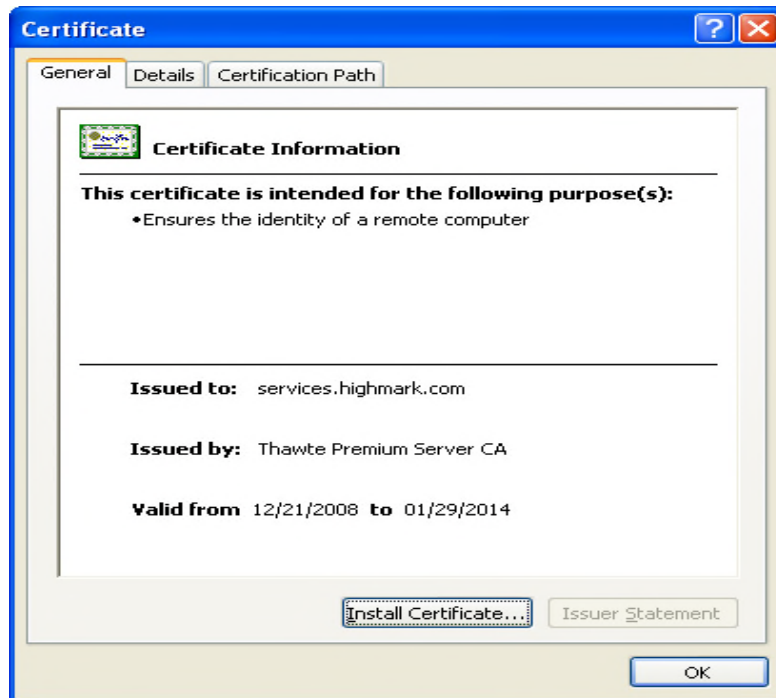 Certificate
General Details Certification Path
Certificate Information
This certificate is intended for the following purpose(s):
•Ensures the identity of a remote computer
Issued to: services.highmark.com
Issued by: Thawte Premium Server CA
Valid from 12/21/2008 to 01/29/2014
Install Certificate... Issuer Statement
OK